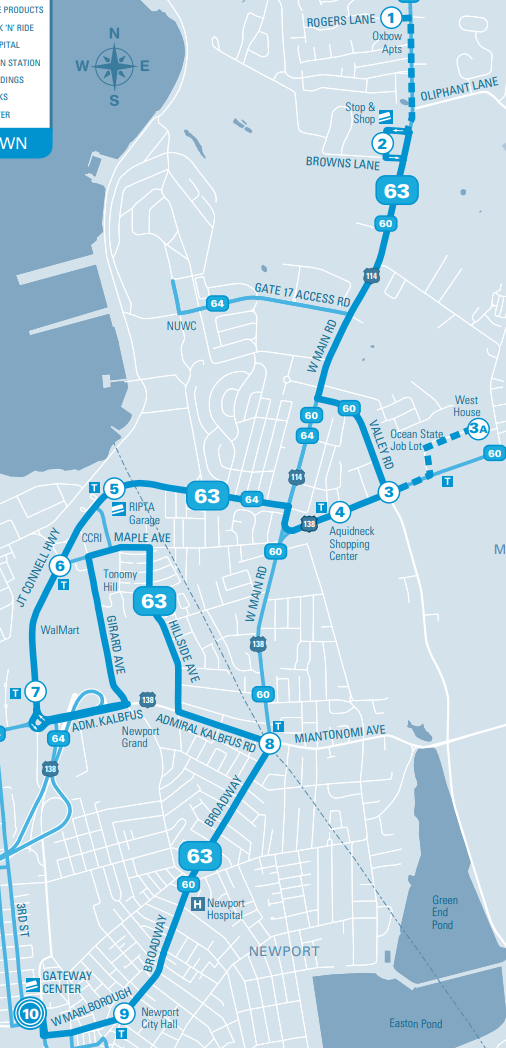 E PRODUCTS
K 'N' RIDE
PITAL
N STATION
DINGS
KS
TER
WN
N
W
E
S
ROGERS LANE
1
Oxbow
Apts
OLIPHANT LANE
Stop &
Shop
2
BROWNS LANE
63
60
114
GATE 17 ACCESS RD
64
NUWC
W MAIN RD
60
60
64
VALLEY RD
West
House
3A
Ocean State
Job Lot
60
T
114
3
5
T
63
64
RIPTA
Garage
138
T
4
Aquidneck
Shopping
Center
CCRI
MAPLE AVE
60
M
JT CONNELL HWY
6
T
Tonomy
Hill
63
W MAIN RD
WalMart
GIRARD AVE
HILLSIDE AVE
138
T
7
138
60
ADM. KALBFUS
64
Newport
Grand
ADMIRAL KALBFUS RD
T
8
MIANTONOMI AVE
138
BROADWAY
63
60
H
Newport
Hospital
3RD ST
BROADWAY
NEWPORT
Green
End
Pond
GATEWAY
CENTER
10
W MARLBOROUGH
9
T
Newport
City Hall
Easton Pond